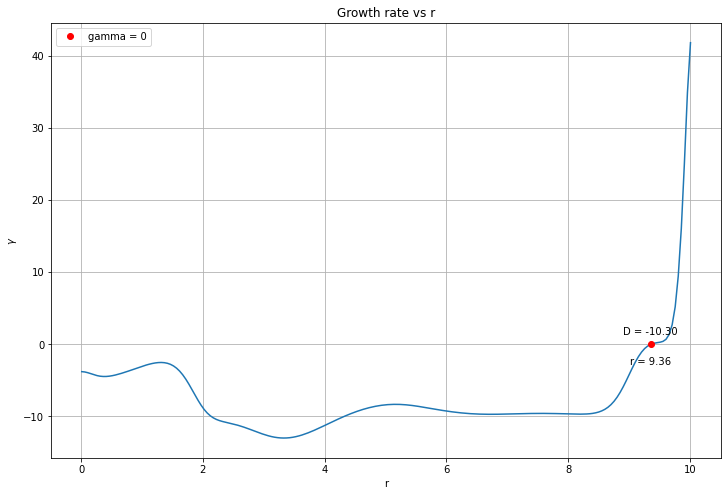 Growth rate vs r
gamma = 0
40
30
20
10
0
−10
γ
D = -10.30
r = 9.36
0 2 4 6 8 10
r